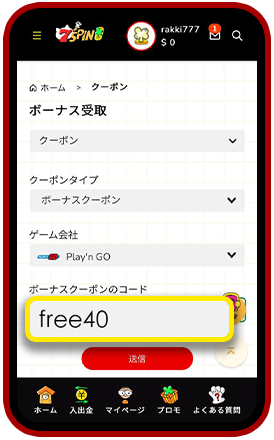 75PIN
rakki777
$ 0
1
ホーム > クーポン
ボーナス受取
クーポン
クーポンタイプ
ボーナスクーポン
ゲーム会社
Play'n GO
ボーナスクーポンのコード
free40
送信
ホーム 入出金 マイページ プロモ よくある質問